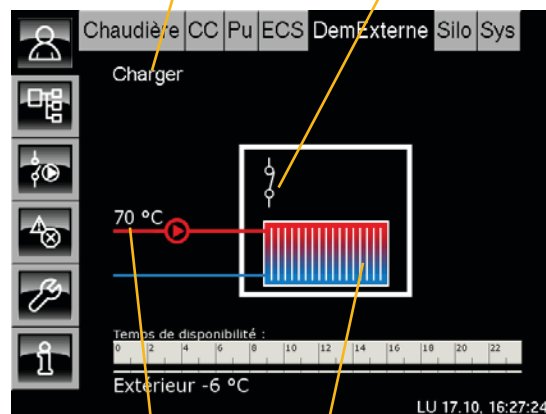 Chaudière CC Pu ECS DemExterne Silo Sys
Charger
70 °C
Temps de disponibilité :
0 2 4 6 8 10 12 14 16 18 20 22
Extérieur -6 °C
LU 17.10, 16:27:24